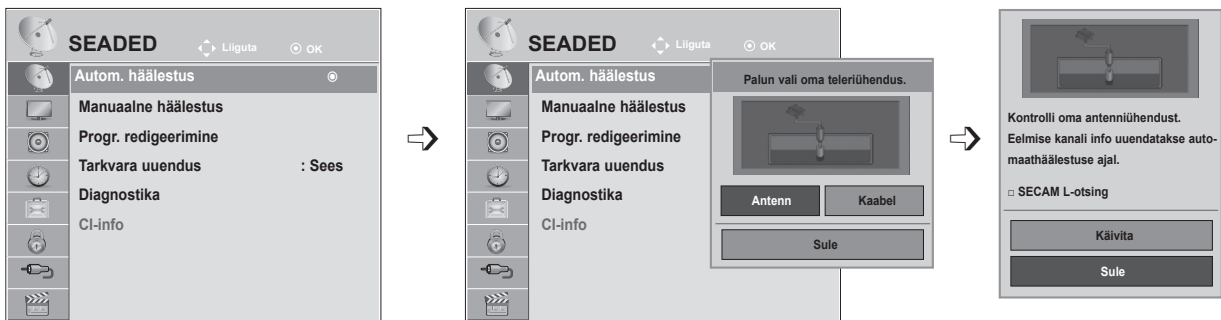 SEADED Liiguta OK
Autom. häälestus
Manuaalne häälestus
Progr. redigeerimine
Tarkvara uuendus : Sees
Diagnostika
CI-info
SEADED Liiguta OK
Autom. häälestus
Manuaalne häälestus
Progr. redigeerimine
Tarkvara uuendus
Diagnostika
CI-info
Palun vali oma teleriühendus.
Antenn Kaabel
Sule
Kontrolli oma antenniühendust.
Eelmise kanali info uuendatakse auto-
maathäälestuse ajal.
□ SECAM L-otsing
Käivita
Sule